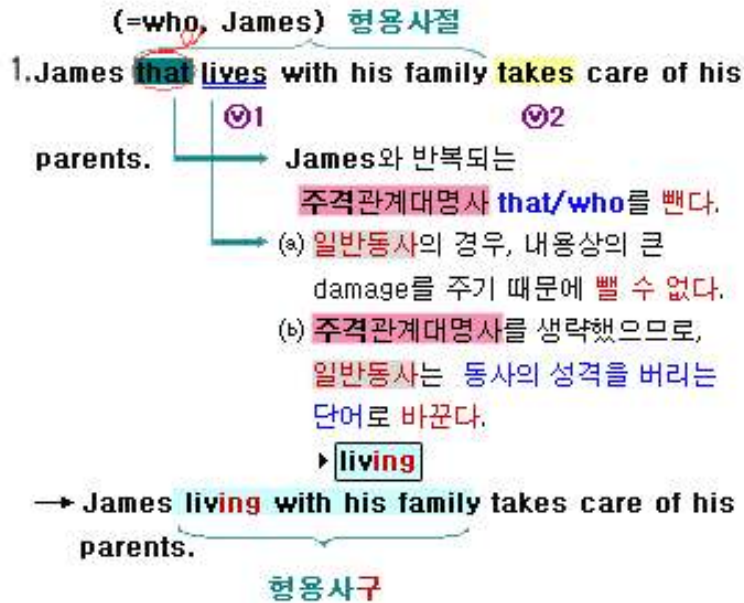 (=who, James) 형용사절
1.James that lives with his family takes care of his
ⓥ1 ⓥ2
parents. James와 반복되는
주격관계대명사 that/who를 뺀다.
(a) 일반동사의 경우, 내용상의 큰
damage를 주기 때문에 뺄 수 없다.
(b) 주격관계대명사를 생략했으므로,
일반동사는 동사의 성격을 버리는
단어로 바꾼다.
▶living
→ James living with his family takes care of his
parents.
형용사구